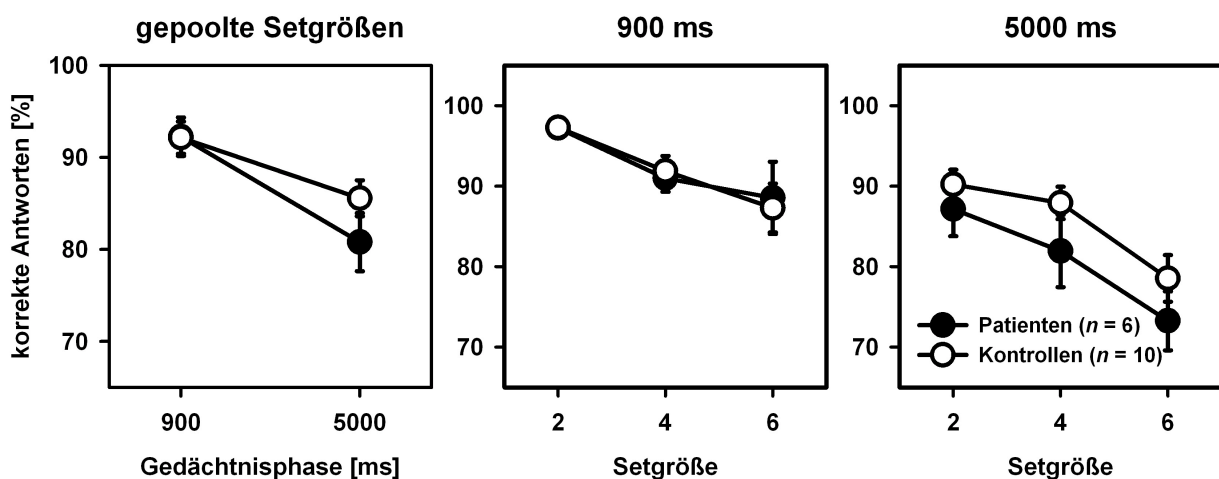 gepoolte Setgrößen
900 ms
5000 ms
korrekte Antworten [%]
100
90
80
70
900
5000
Gedächtnisphase [ms]
100
90
80
70
2
4
6
Setgröße
100
90
80
70
Patienten (n = 6)
Kontrollen (n = 10)
2
4
6
Setgröße